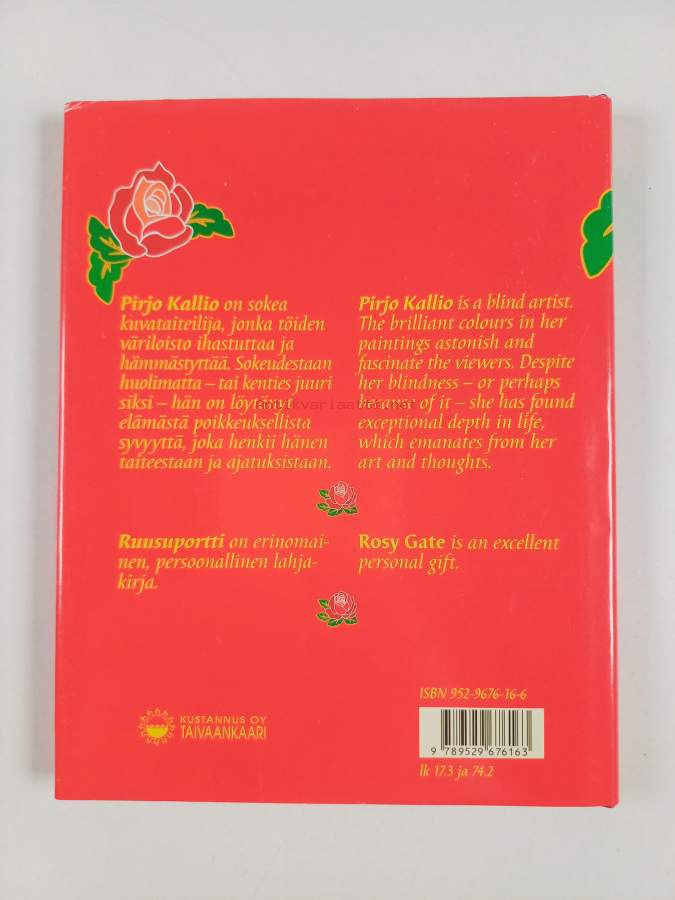 Pirjo Kallio on sokea
kuvataiteilija, jonka töiden
väriloisto ihastuttaa ja
hämmästyttää. Sokeudestaan
huolimatta – tai kenties juuri
siksi – hän on löytänyt
elämästä poikkeuksellista
syvyyttä, joka henkii hänen
taiteestaan ja ajatuksistaan.
Pirjo Kallio is a blind artist.
The brilliant colours in her
paintings astonish and
fascinate the viewers. Despite
her blindness – or perhaps
because of it – she has found
exceptional depth in life,
which emanates from her
art and thoughts.
Ruusuportti on erinomai-
nen, persoonallinen lahja-
kirja.
Rosy Gate is an excellent
personal gift.
KUSTANNUS OY
TAIVAANKAARI
ISBN 952-9676-16-6
9 789529 676163
lk 17.3 ja 74.2